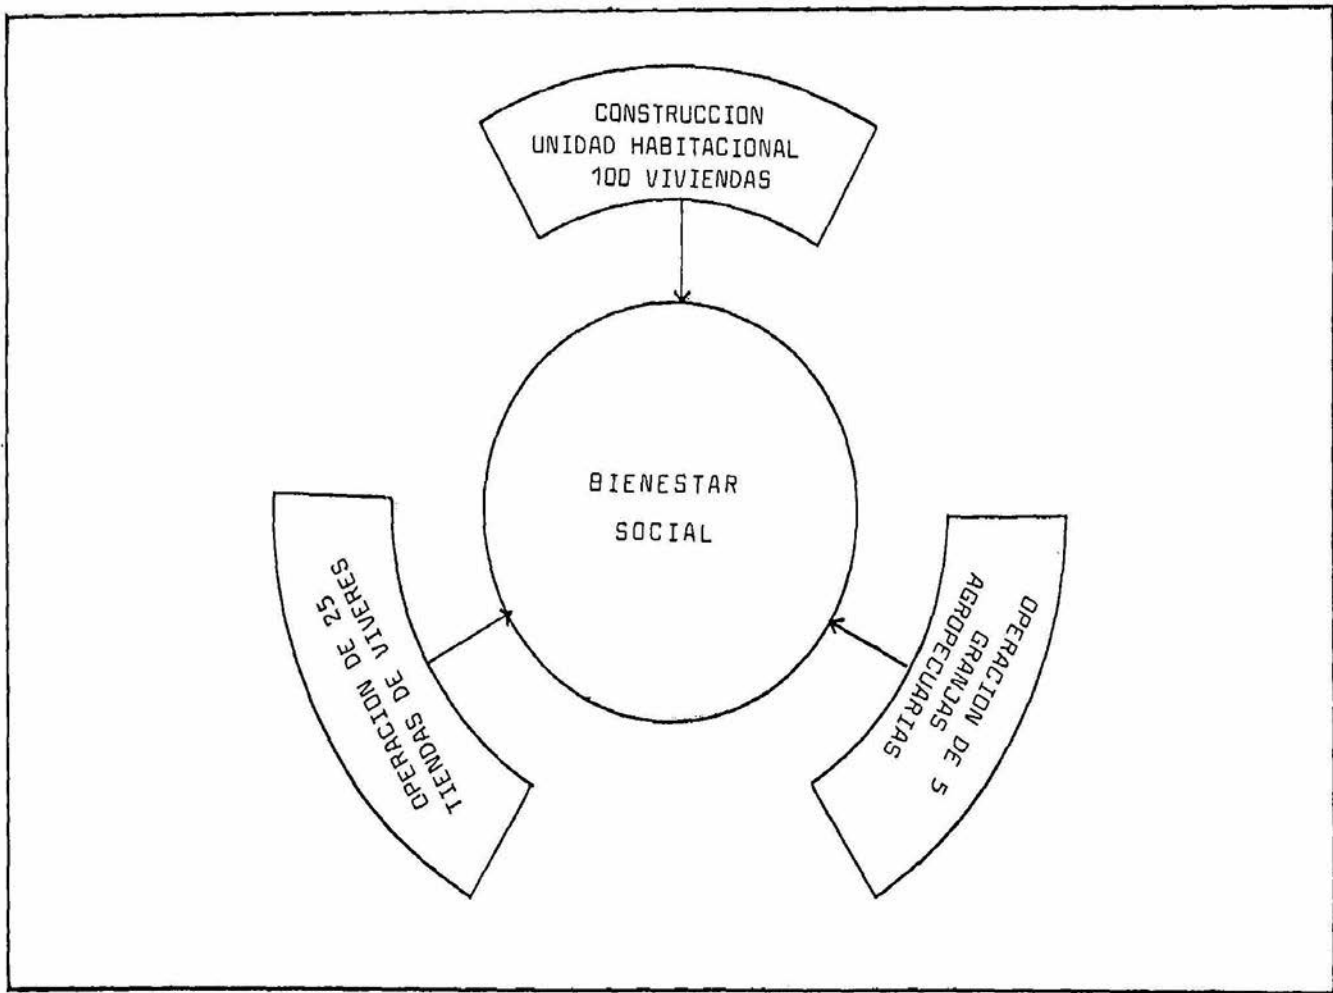 CONSTRUCCION
UNIDAD HABITACIONAL
100 VIVIENDAS
BIENESTAR
SOCIAL
OPERACION DE 25
TIENDAS DE VIVERES
OPERACION DE 5
GRANJAS
AGROPECUARIAS